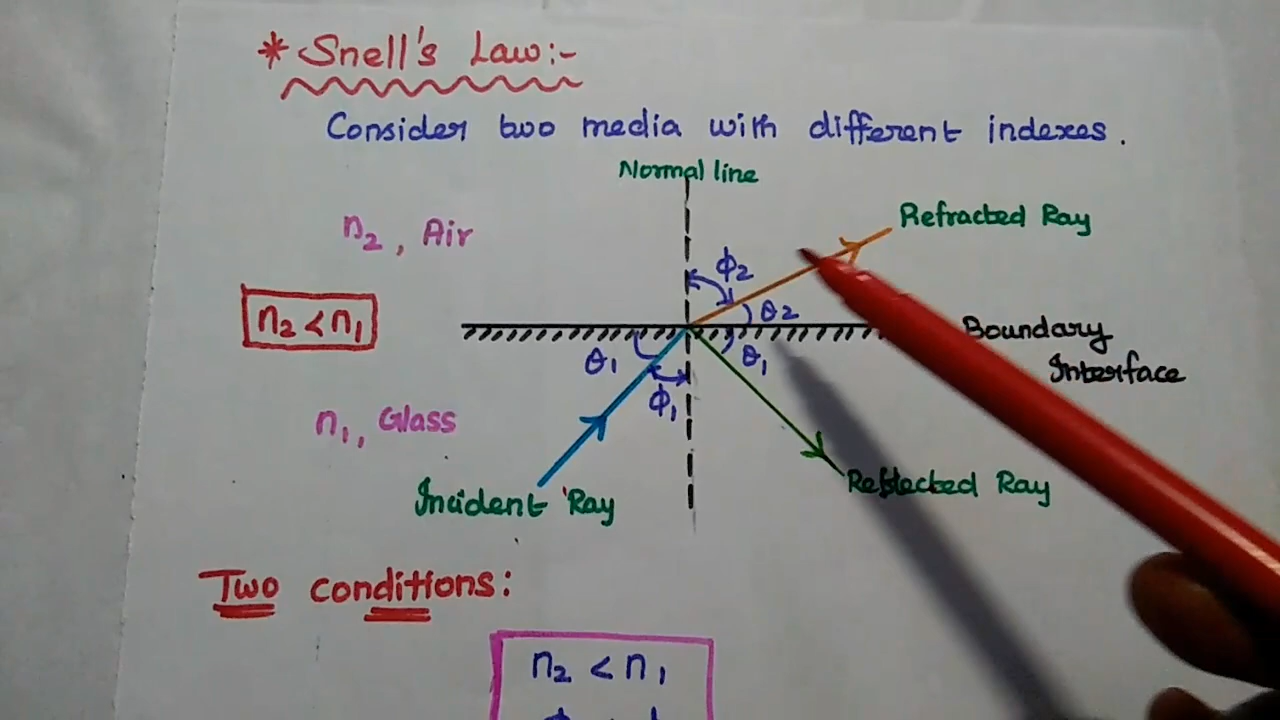 * Snell's Law:-
Consider two media with different indexes.
Normal line
n₂, Air
Refracted Ray
ϕ₂
θ₂
n₂ < n₁
Boundary
Interface
θ₁
θ₁
ϕ₁
n₁, Glass
Incident Ray
Reflected Ray
Two conditions:
n₂ < n₁